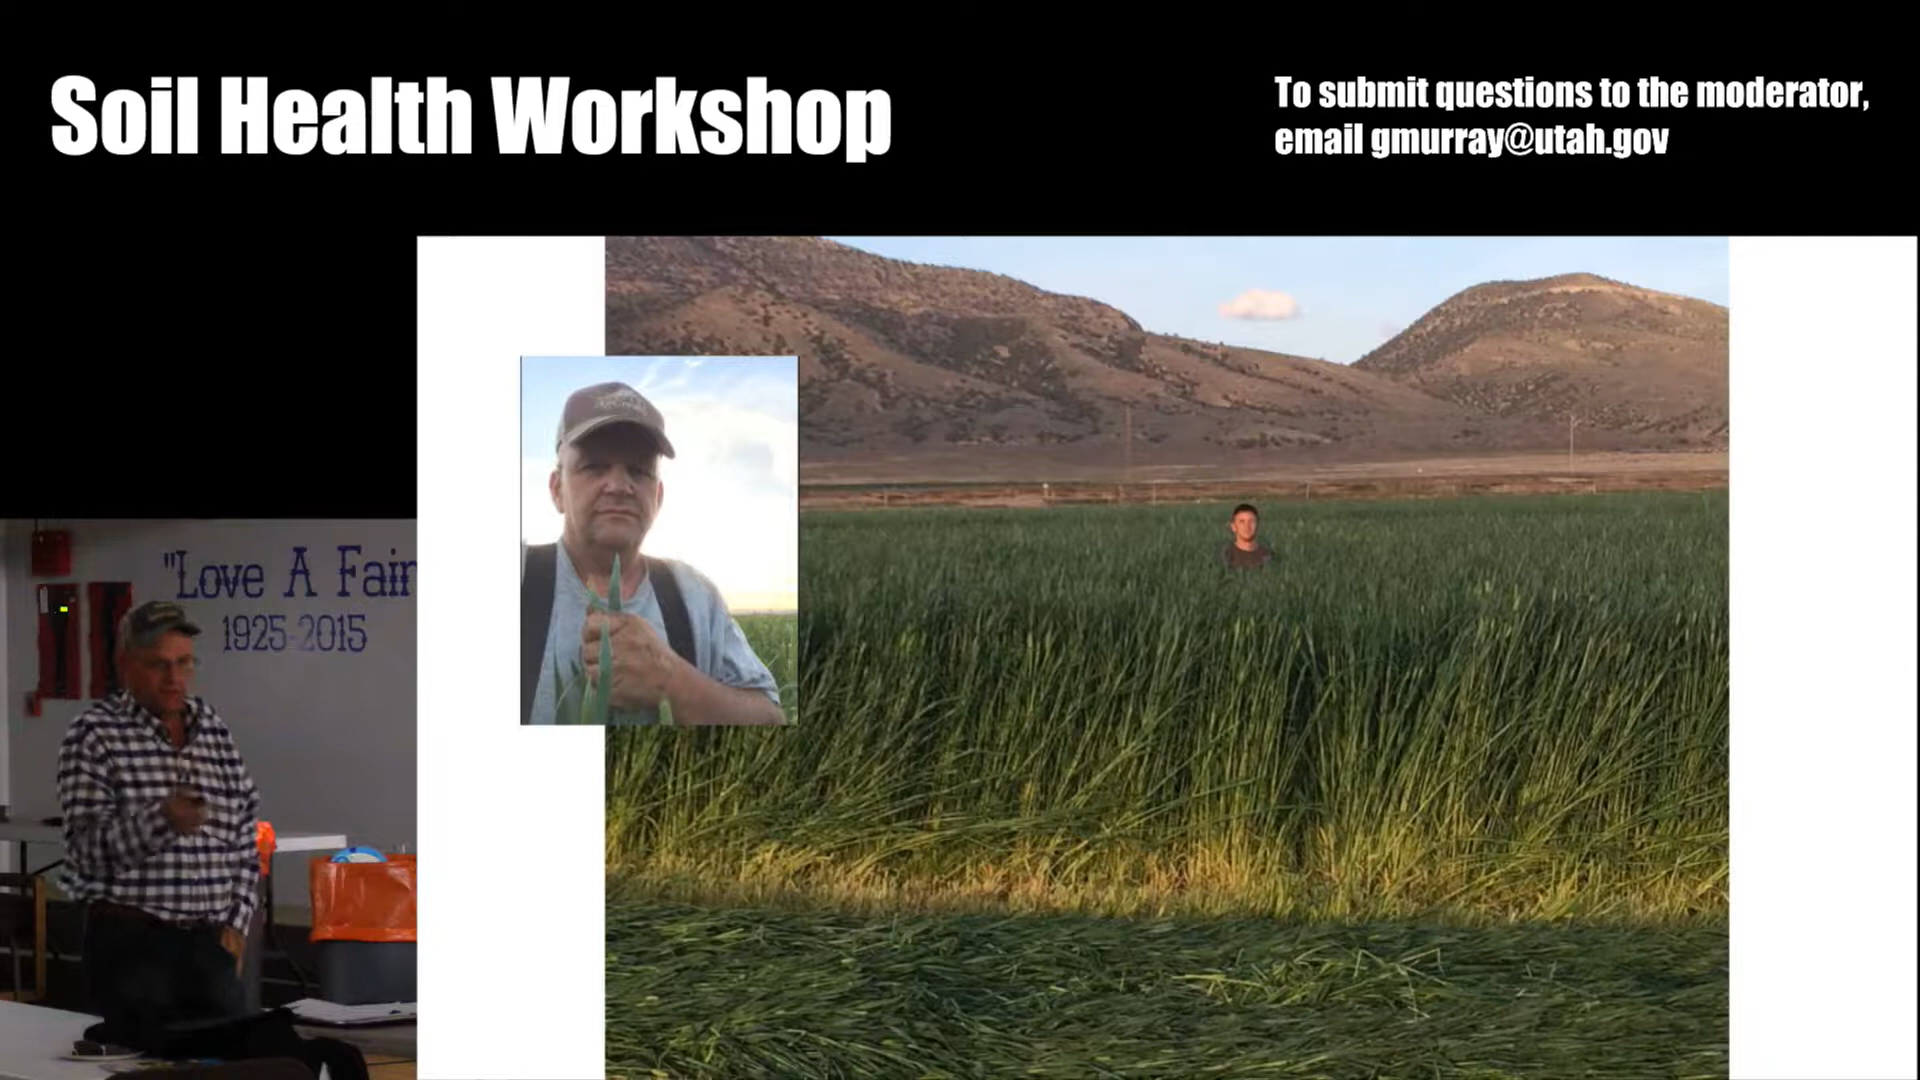 Soil Health Workshop
To submit questions to the moderator,
email gmurray@utah.gov
"Love A Fair
1925-2015